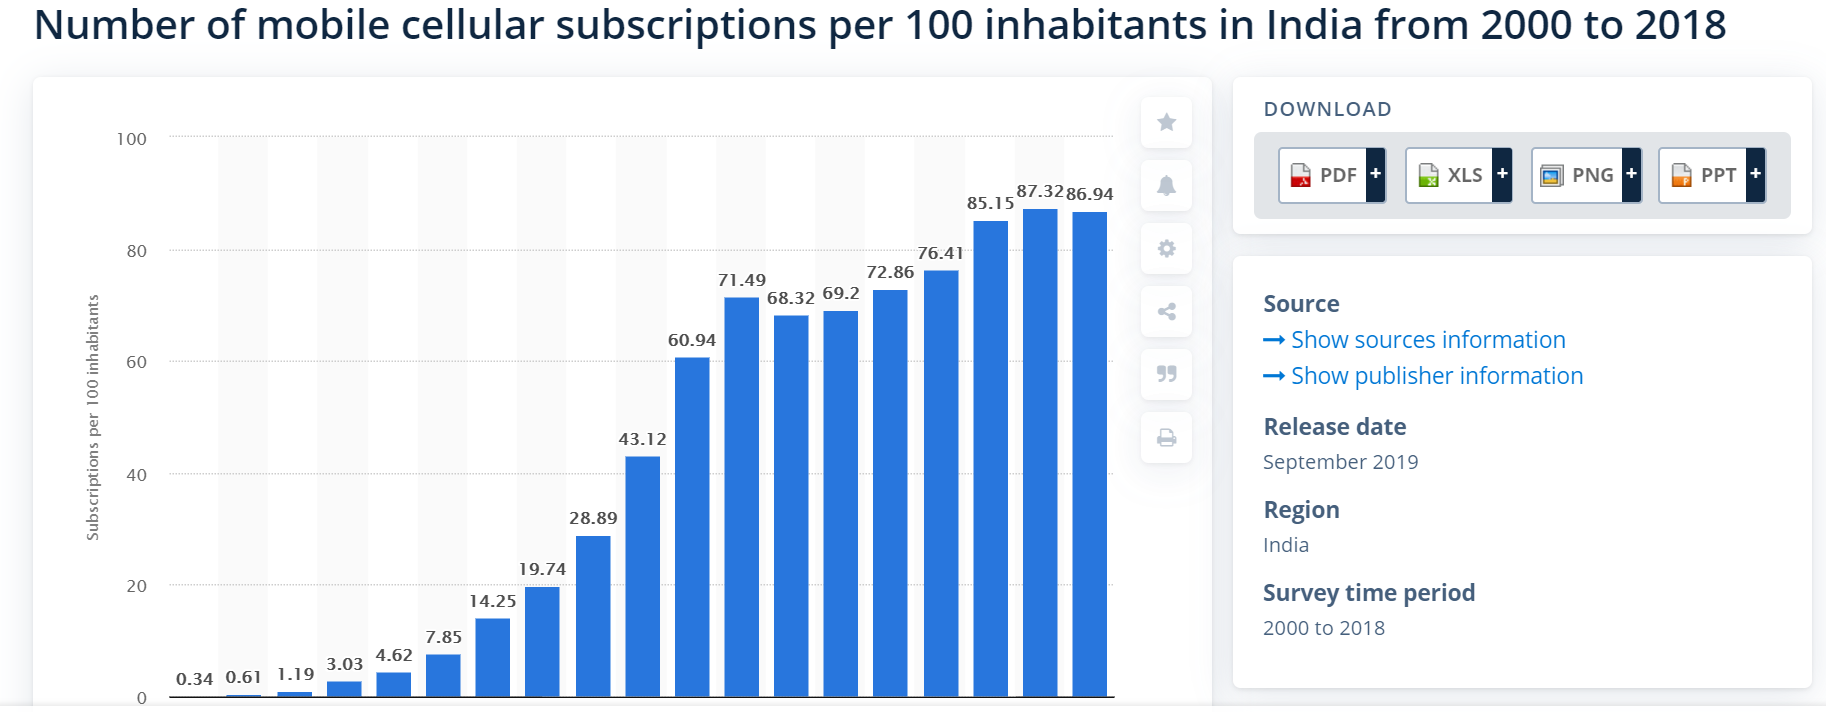 Number of mobile cellular subscriptions per 100 inhabitants in India from 2000 to 2018
Subscriptions per 100 inhabitants
100
80
60
40
20
0
0.34
0.61
1.19
3.03
4.62
7.85
14.25
19.74
28.89
43.12
60.94
71.49
68.32
69.2
72.86
76.41
85.15
87.32
86.94
DOWNLOAD
PDF +
XLS +
PNG +
PPT +
Source
Show sources information
Show publisher information
Release date
September 2019
Region
India
Survey time period
2000 to 2018